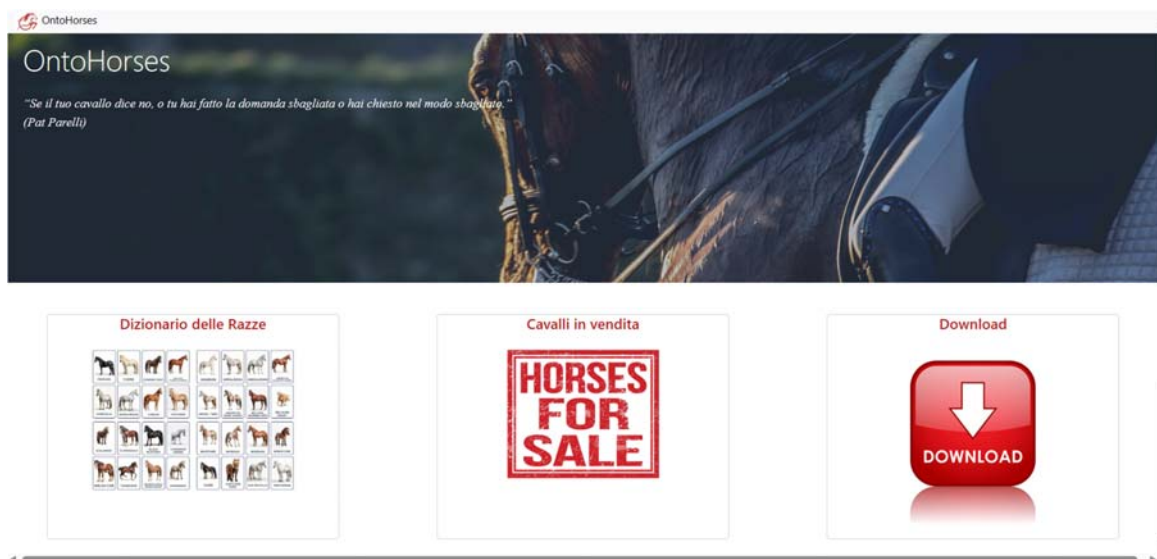 OntoHorses
OntoHorses
"Se il tuo cavallo dice no, o tu hai fatto la domanda sbagliata o hai chiesto nel modo sbagliato."
(Pat Parelli)
Dizionario delle Razze
Cavalli in vendita
Download
HORSES
FOR
SALE
DOWNLOAD